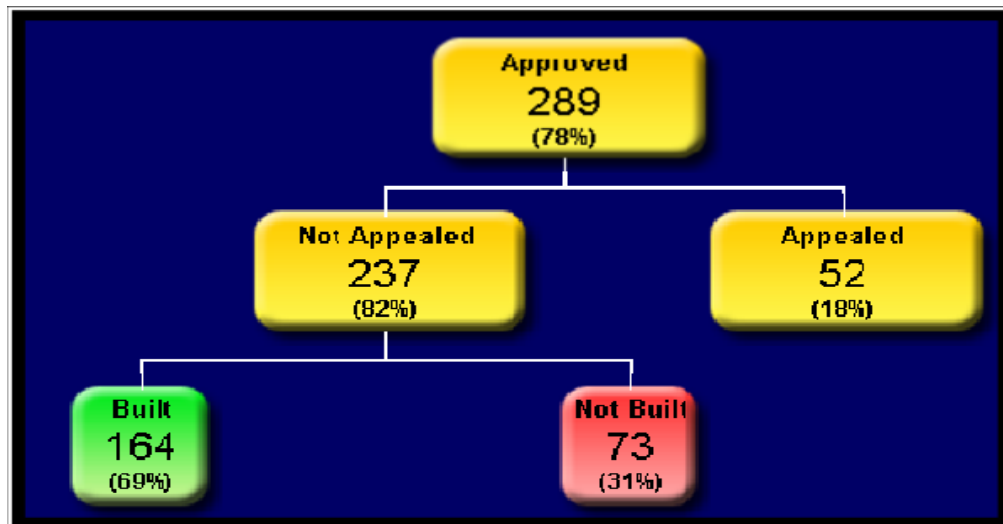 Approved
289
(78%)
Not Appealed
237
(82%)
Appealed
52
(18%)
Built
164
(69%)
Not Built
73
(31%)